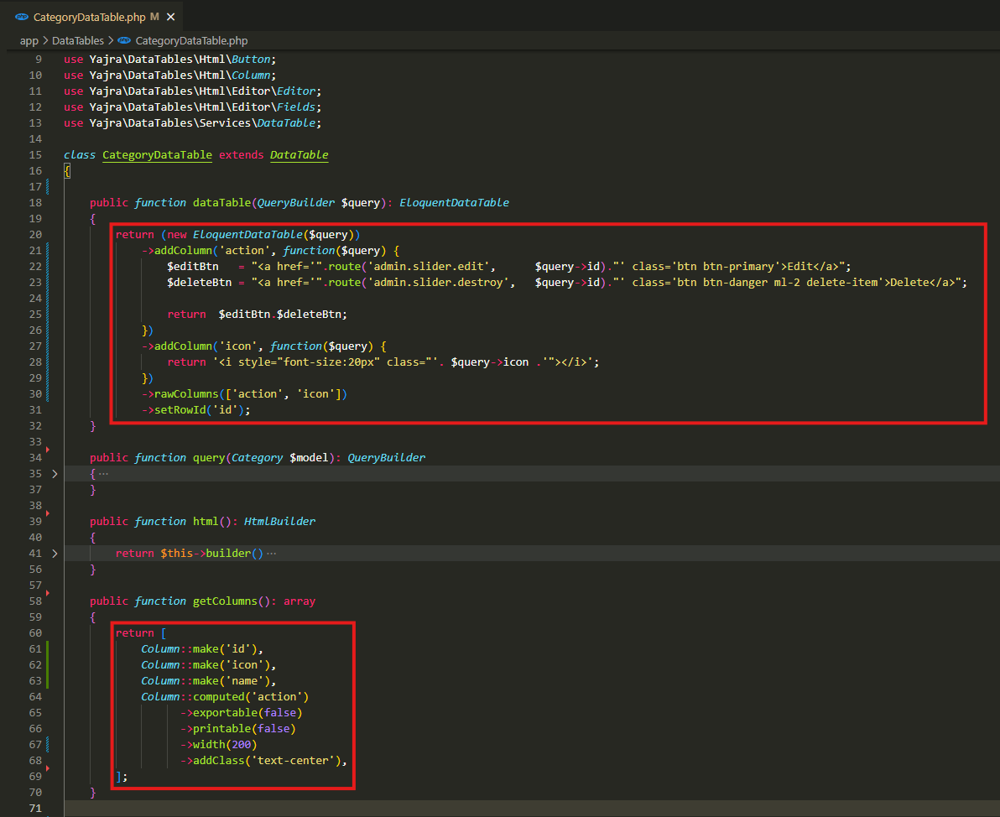 php CategoryDataTable.php M ×
app > DataTables > php CategoryDataTable.php
9 use Yajra\DataTables\Html\Button;
10 use Yajra\DataTables\Html\Column;
11 use Yajra\DataTables\Html\Editor\Editor;
12 use Yajra\DataTables\Html\Editor\Fields;
13 use Yajra\DataTables\Services\DataTable;
14
15 class CategoryDataTable extends DataTable
16 {
17
18     public function dataTable(QueryBuilder $query): EloquentDataTable
19     {
20         return (new EloquentDataTable($query))
21             ->addColumn('action', function($query) {
22                 $editBtn   = "<a href='".route('admin.slider.edit',      $query->id)."' class='btn btn-primary'>Edit</a>";
23                 $deleteBtn = "<a href='".route('admin.slider.destroy',   $query->id)."' class='btn btn-danger ml-2 delete-item'>Delete</a>";
24
25                 return  $editBtn.$deleteBtn;
26             })
27             ->addColumn('icon', function($query) {
28                 return '<i style="font-size:20px" class="'. $query->icon .'"></i>';
29             })
30             ->rawColumns(['action', 'icon'])
31             ->setRowId('id');
32     }
33
34     public function query(Category $model): QueryBuilder
35 >   { ···
37     }
38
39     public function html(): HtmlBuilder
40     {
41 >       return $this->builder() ···
56     }
57
58     public function getColumns(): array
59     {
60         return [
61             Column::make('id'),
62             Column::make('icon'),
63             Column::make('name'),
64             Column::computed('action')
65                   ->exportable(false)
66                   ->printable(false)
67                   ->width(200)
68                   ->addClass('text-center'),
69         ];
70     }
71